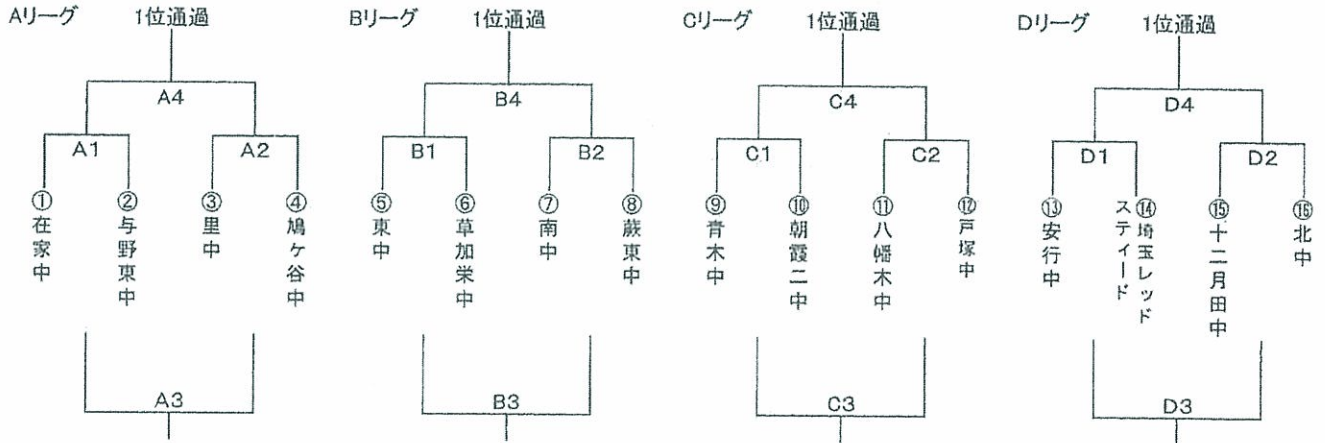 Aリーグ 1位通過
A4
A1 A2
①在家中
②与野東中
③里中
④鳩ヶ谷中
A3
Bリーグ 1位通過
B4
B1 B2
⑤東中
⑥草加栄中
⑦南中
⑧蕨東中
B3
Cリーグ 1位通過
C4
C1 C2
⑨青木中
⑩朝霞二中
⑪八幡木中
⑫戸塚中
C3
Dリーグ 1位通過
D4
D1 D2
⑬安行中
⑭埼玉レッド
スティード
⑮十二月田中
⑯北中
D3